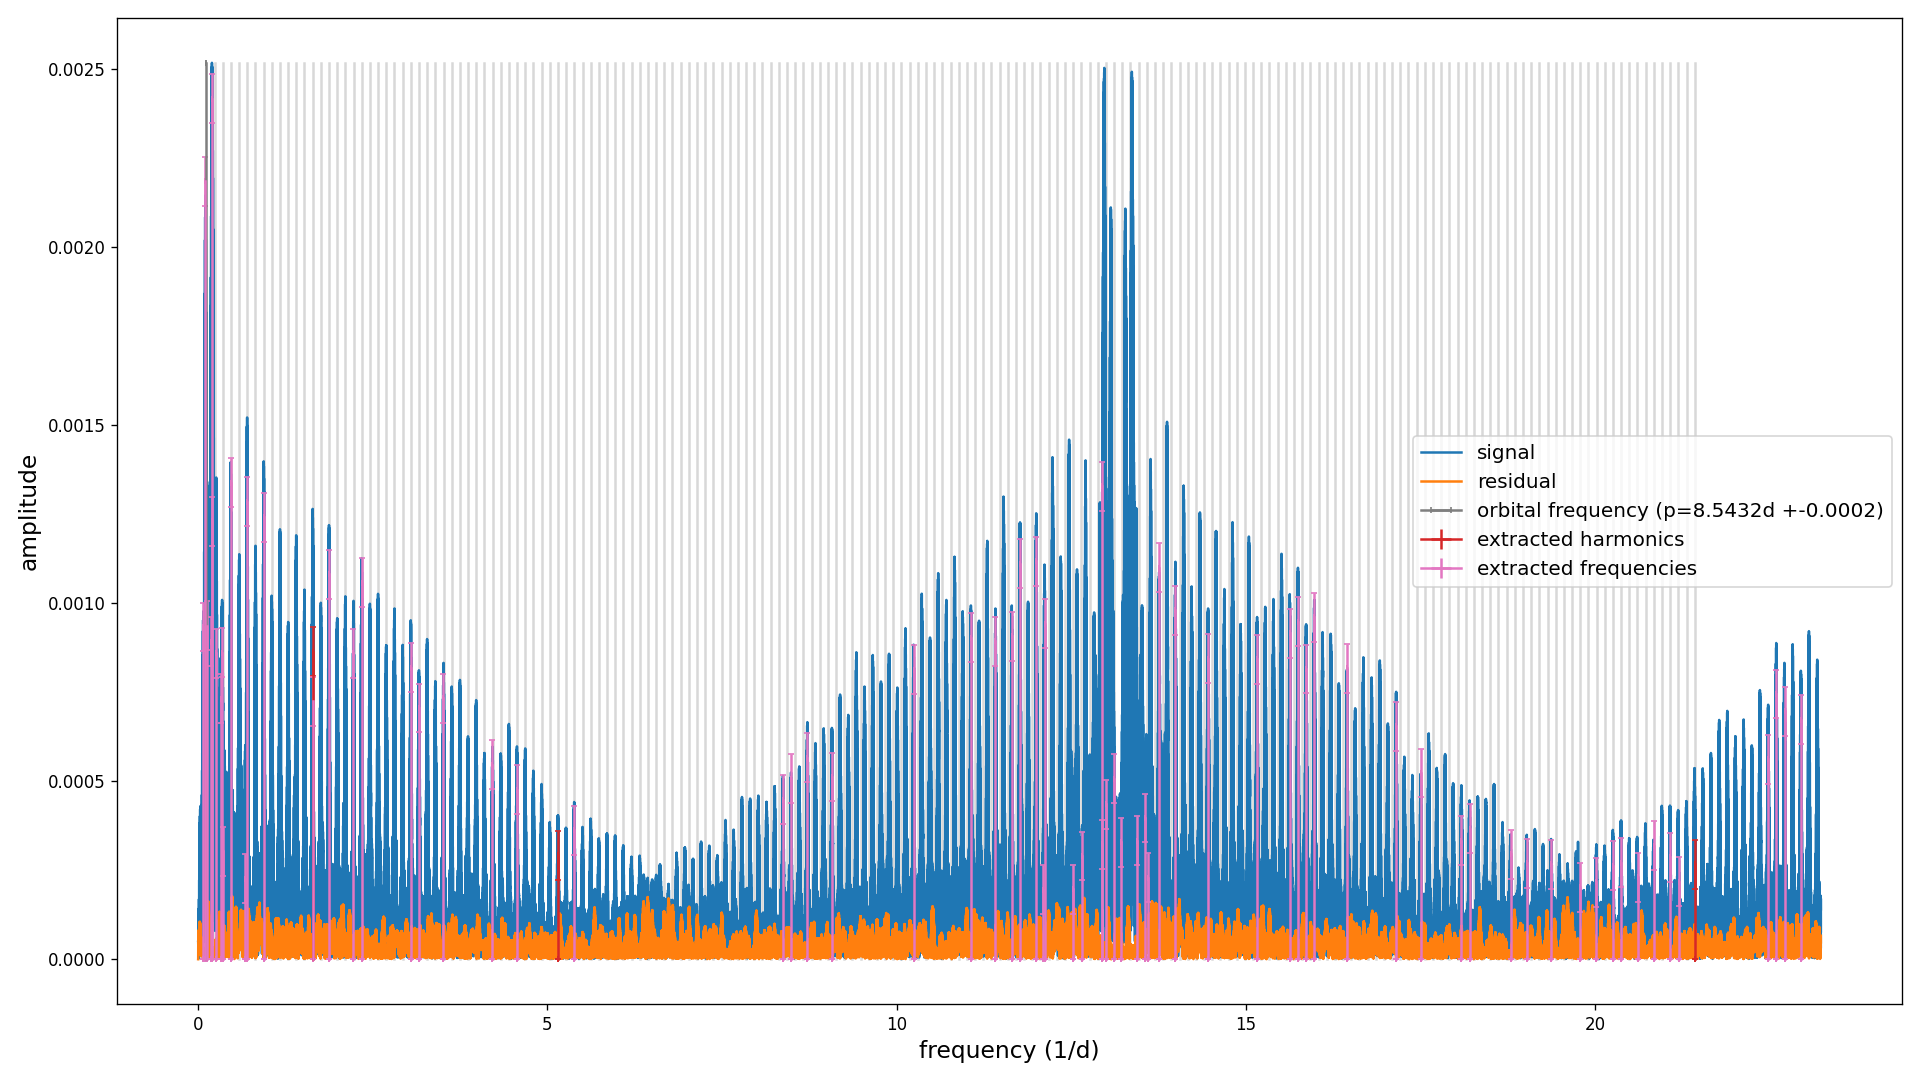 0.0025
0.0020
0.0015
0.0010
0.0005
0.0000
amplitude
signal
residual
orbital frequency (p=8.5432d +-0.0002)
extracted harmonics
extracted frequencies
0 5 10 15 20
frequency (1/d)